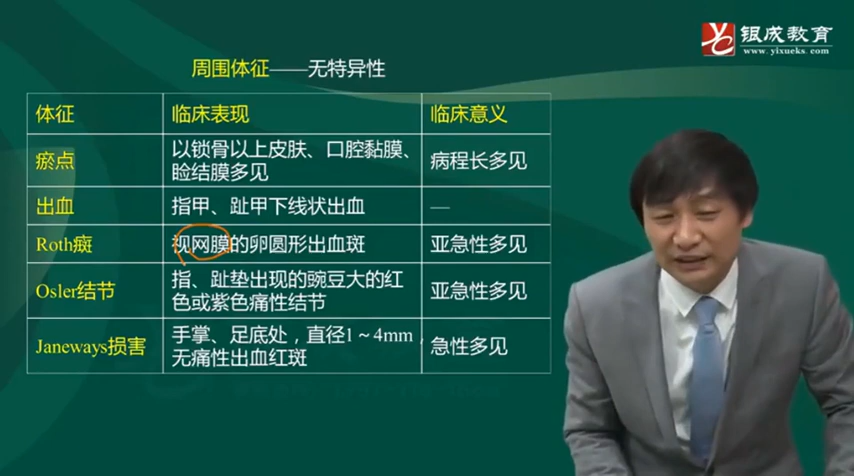 银成教育
www.yixueks.com
周围体征——无特异性
体征 临床表现 临床意义
瘀点 以锁骨以上皮肤、口腔黏膜、
睑结膜多见 病程长多见
出血 指甲、趾甲下线状出血 —
Roth斑 视网膜的卵圆形出血斑 亚急性多见
Osler结节 指、趾垫出现的豌豆大的红
色或紫色痛性结节 亚急性多见
Janeways损害 手掌、足底处，直径1～4mm，
无痛性出血红斑 急性多见